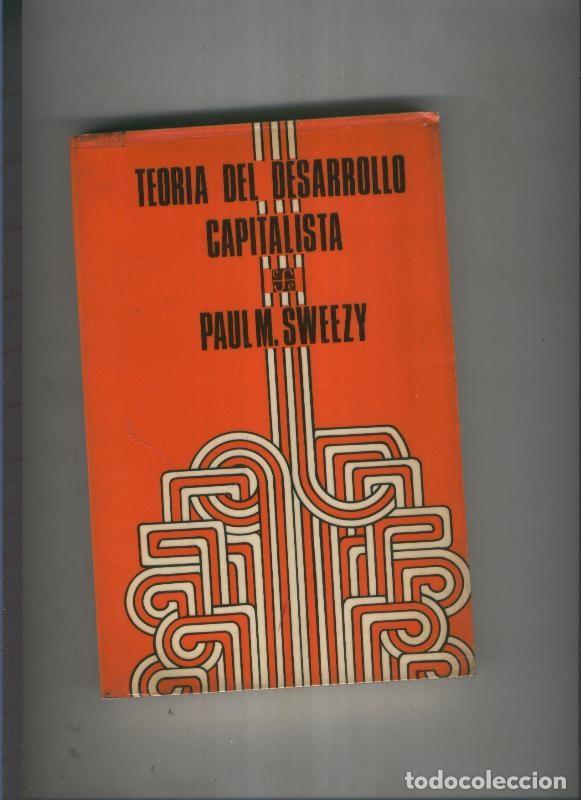 TEORIA DEL DESARROLLO
CAPITALISTA
PAUL M. SWEEZY
todocoleccion